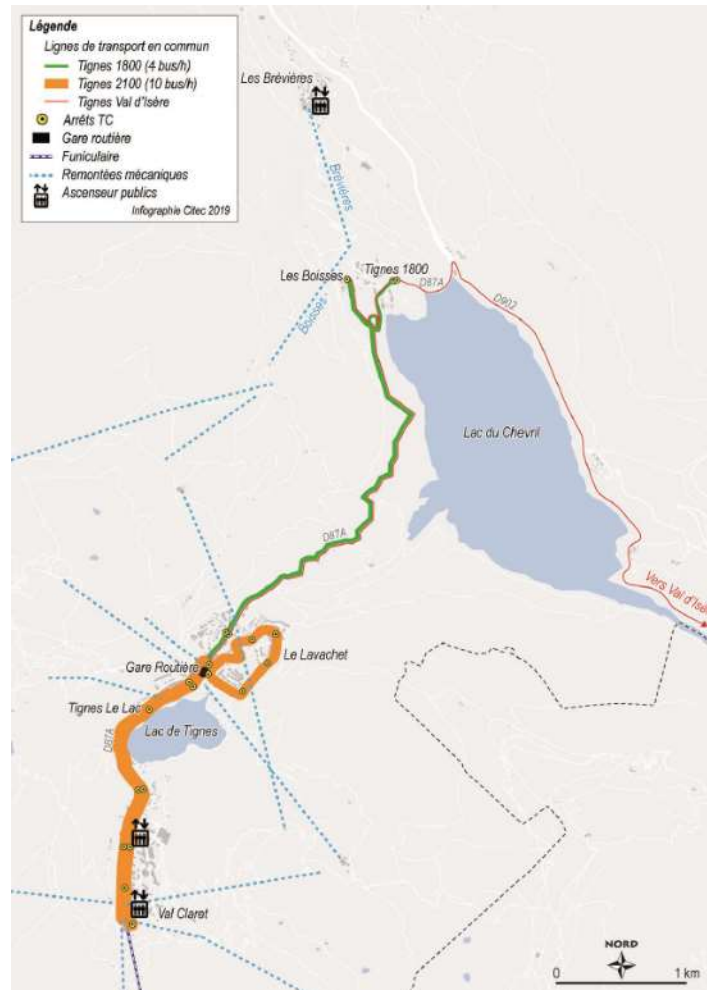 Légende
Lignes de transport en commun
Tignes 1800 (4 bus/h)
Tignes 2100 (10 bus/h)
Tignes Val d'Isère
Arrêts TC
Gare routière
Funiculaire
Remontées mécaniques
Ascenseur publics
Infographie Citec 2019
Les Brévières
Brévières
Les Boisses
Tignes 1800
D87A
Boisses
D902
Lac du Chevril
D87A
Vers Val d'Isère
Le Lavachet
Gare Routière
Tignes Le Lac
Lac de Tignes
D87A
Val Claret
NORD
0
1 km